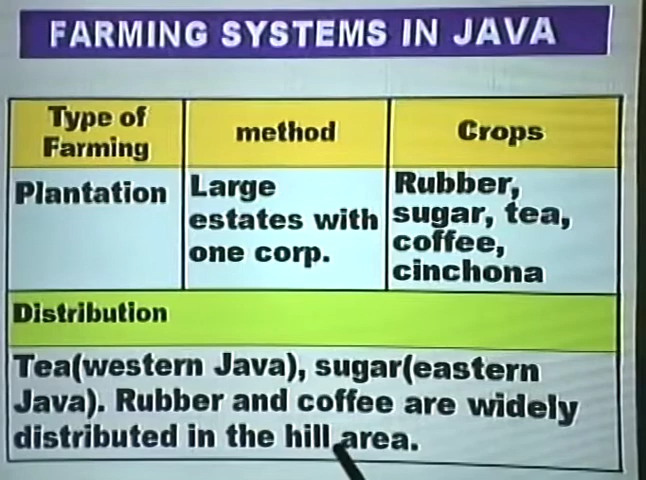 FARMING SYSTEMS IN JAVA
Type of
Farming
method
Crops
Plantation
Large
estates with
one corp.
Rubber,
sugar, tea,
coffee,
cinchona
Distribution
Tea(western Java), sugar(eastern
Java). Rubber and coffee are widely
distributed in the hill area.